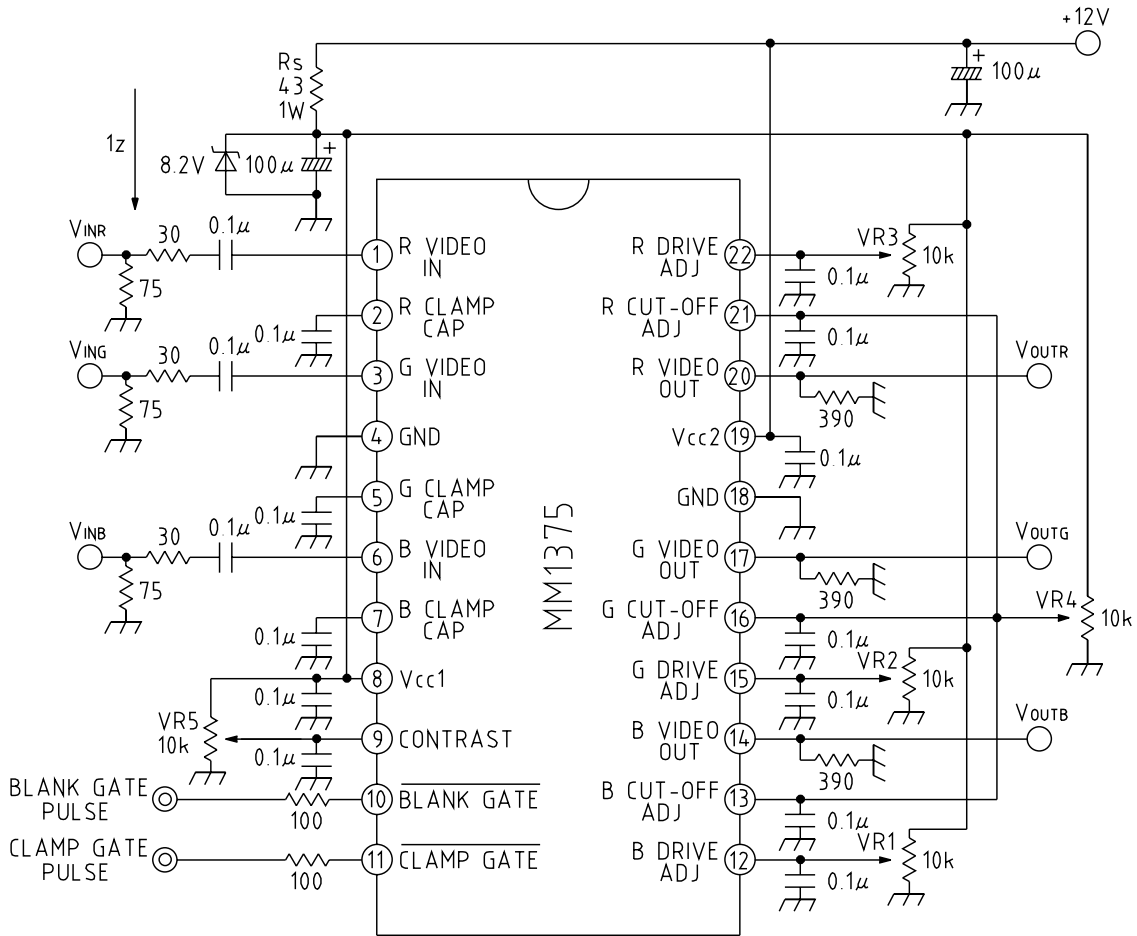 +12V
Rs
43
1W
+
100μ
1z
8.2V
100μ
+
VINR
30
0.1μ
75
1
R VIDEO
IN
2
R CLAMP
CAP
0.1μ
VING
30
0.1μ
75
3
G VIDEO
IN
4
GND
5
G CLAMP
CAP
0.1μ
VINB
30
0.1μ
75
6
B VIDEO
IN
7
B CLAMP
CAP
0.1μ
8
Vcc1
0.1μ
VR5
10k
9
CONTRAST
0.1μ
BLANK GATE
PULSE
100
10
BLANK GATE
CLAMP GATE
PULSE
100
11
CLAMP GATE
MM1375
R DRIVE
ADJ
22
0.1μ
VR3
10k
R CUT-OFF
ADJ
21
0.1μ
R VIDEO
OUT
20
390
VOUTR
Vcc2
19
0.1μ
GND
18
G VIDEO
OUT
17
390
VOUTG
G CUT-OFF
ADJ
16
0.1μ
VR4
10k
G DRIVE
ADJ
15
0.1μ
VR2
10k
B VIDEO
OUT
14
390
VOUTB
B CUT-OFF
ADJ
13
0.1μ
B DRIVE
ADJ
12
0.1μ
VR1
10k